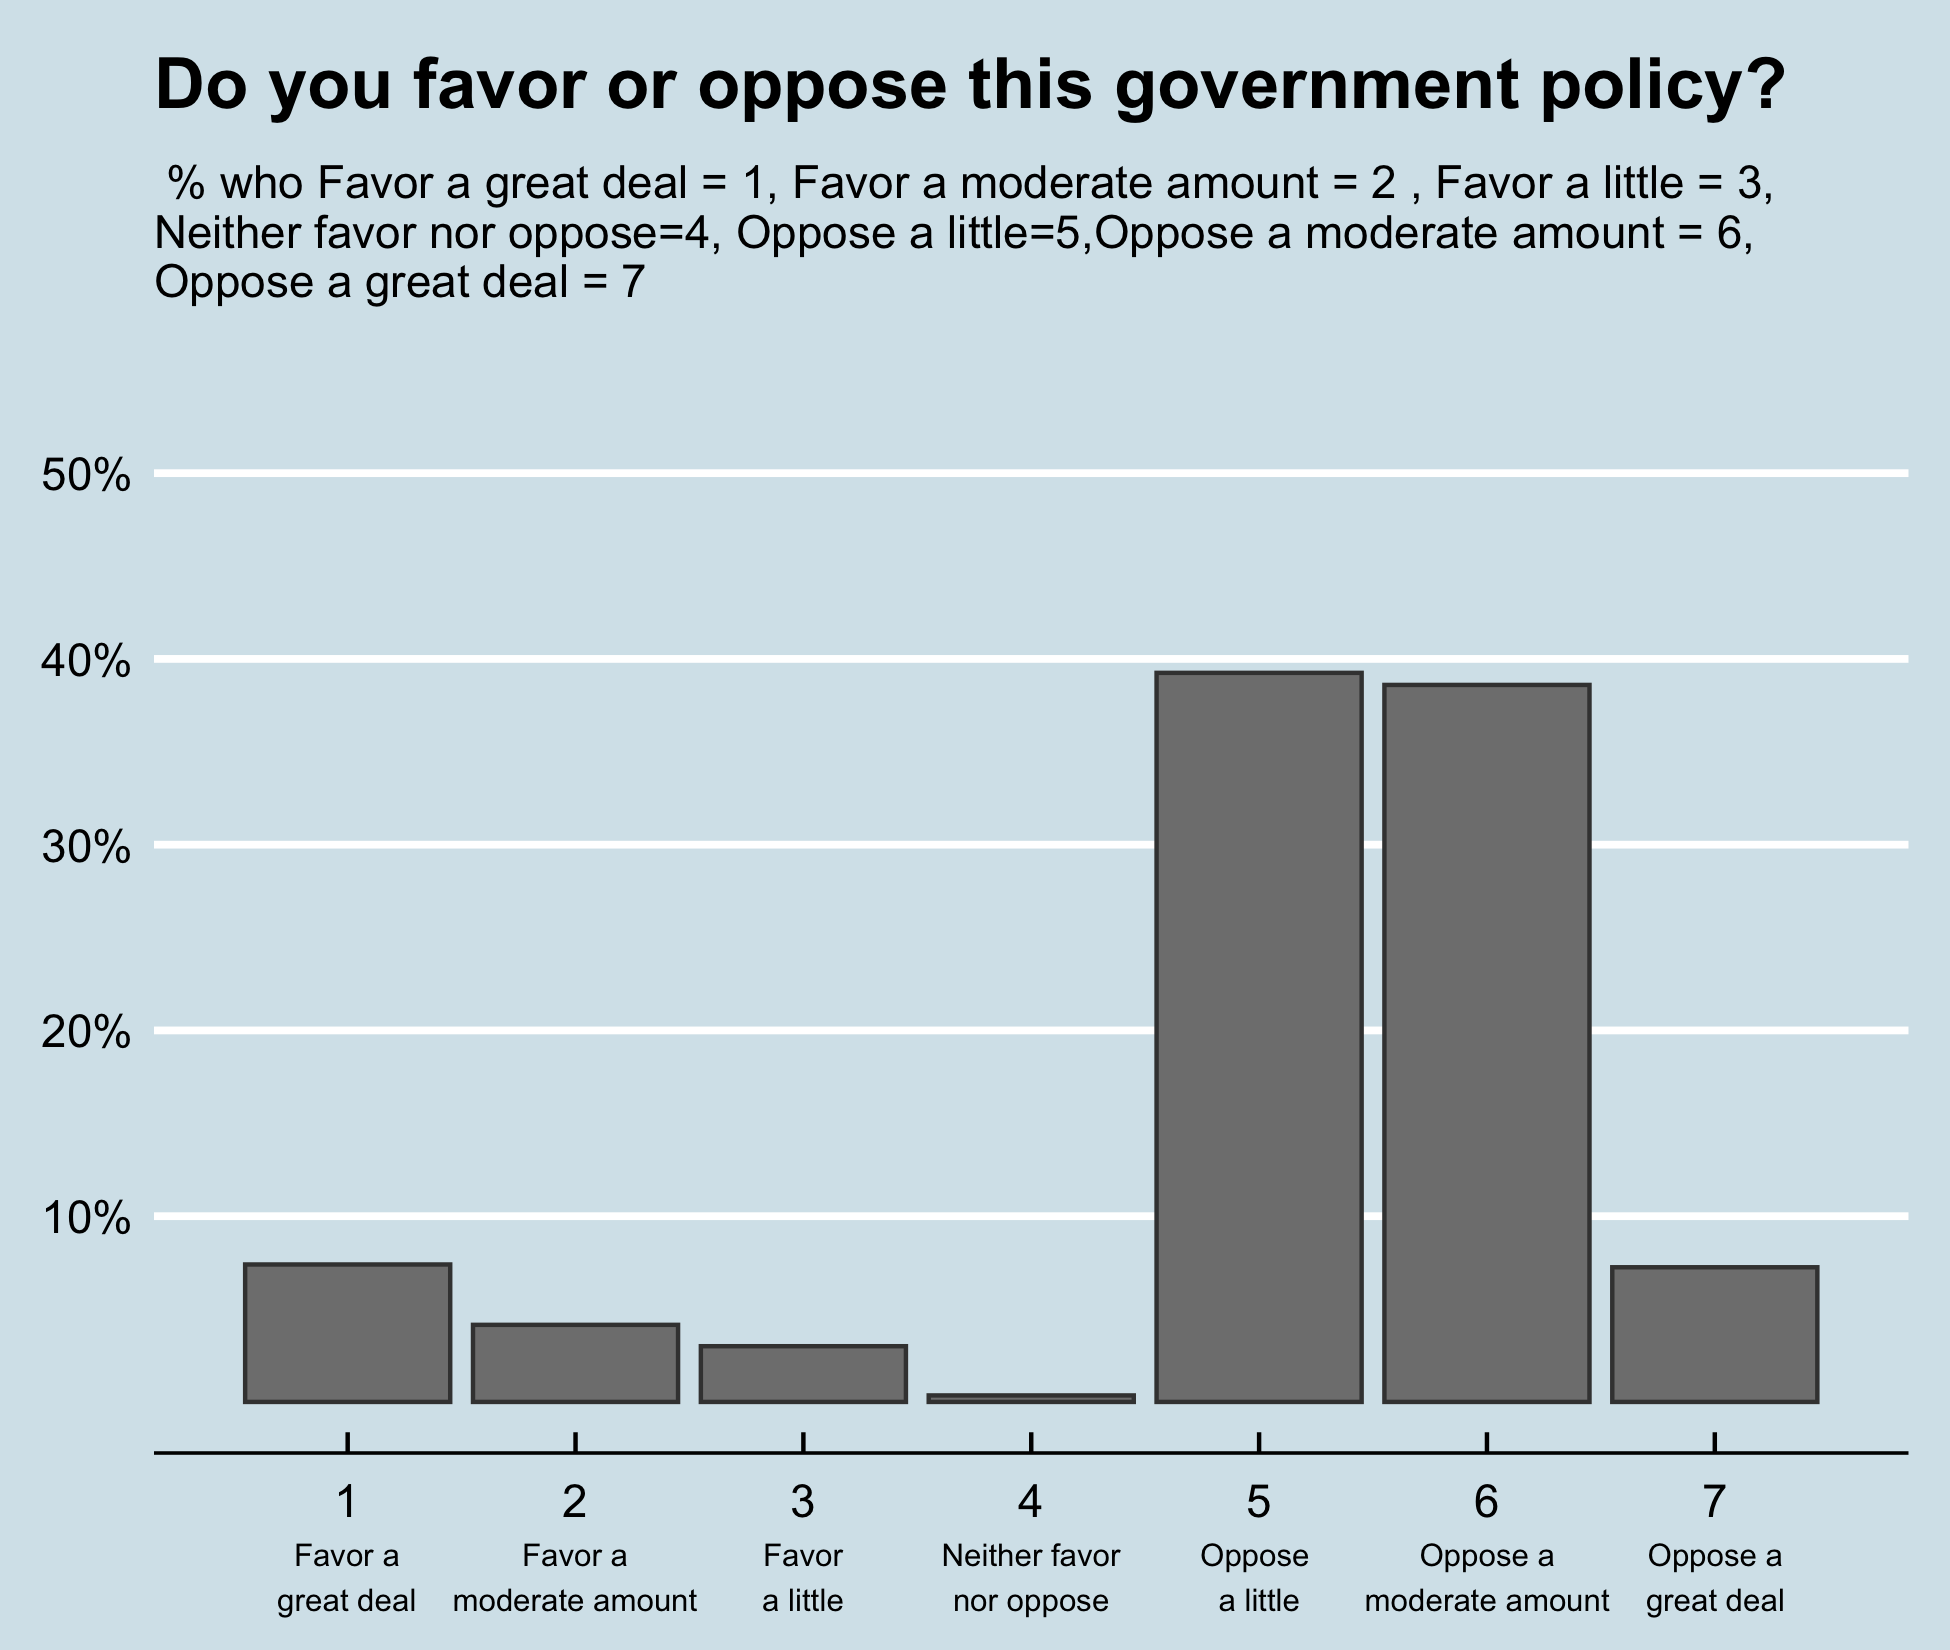 Do you favor or oppose this government policy?
% who Favor a great deal = 1, Favor a moderate amount = 2 , Favor a little = 3,
Neither favor nor oppose=4, Oppose a little=5,Oppose a moderate amount = 6,
Oppose a great deal = 7
50%
40%
30%
20%
10%
1 2 3 4 5 6 7
Favor a Favor a Favor Neither favor Oppose Oppose a Oppose a
great deal moderate amount a little nor oppose a little moderate amount great deal